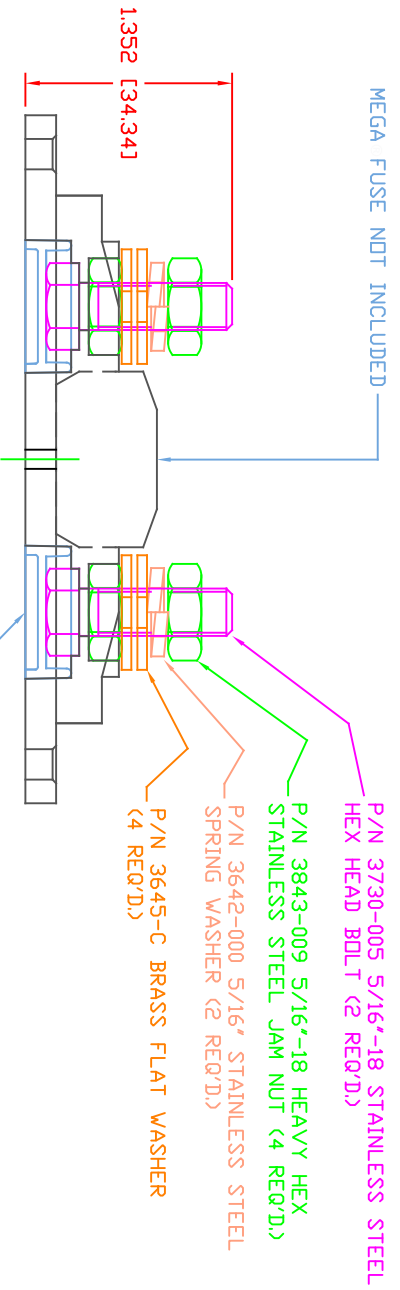 MEGA FUSE NOT INCLUDED
1.352 [34.34]
P/N 3730-005 5/16"-18 STAINLESS STEEL
HEX HEAD BOLT (2 REQ'D.)
P/N 3843-009 5/16"-18 HEAVY HEX
STAINLESS STEEL JAM NUT (4 REQ'D.)
P/N 3642-000 5/16" STAINLESS STEEL
SPRING WASHER (2 REQ'D.)
P/N 3645-C BRASS FLAT WASHER
(4 REQ'D.)